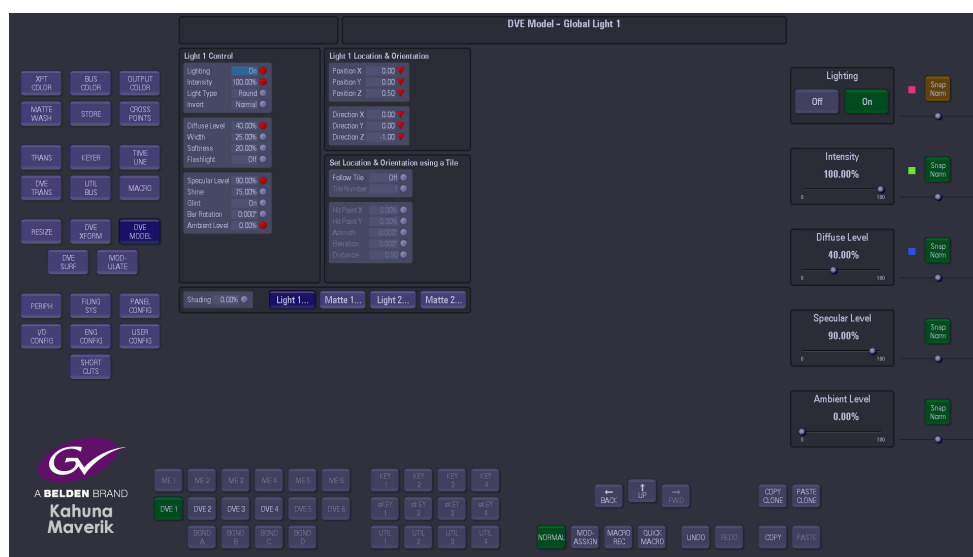 DVE Model - Global Light 1
XPT COLOR
BUS COLOR
OUTPUT COLOR
MATTE WASH
STORE
CROSS POINTS
TRANS
KEYER
TIME LINE
DVE TRANS
UTIL BUS
MACRO
RESIZE
DVE XFORM
DVE MODEL
DVE SURF
MOD- ULATE
PERIPH
FILING SYS
PANEL CONFIG
I/O CONFIG
ENG CONFIG
USER CONFIG
SHORT CUTS
Light 1 Control
Lighting On
Intensity 100.00%
Light Type Round
Invert Normal
Diffuse Level 40.00%
Width 25.00%
Softness 20.00%
Flashlight Off
Specular Level 90.00%
Shine 75.00%
Glint On
Bar Rotation 0.000°
Ambient Level 0.00%
Light 1 Location & Orientation
Position X 0.00
Position Y 0.00
Position Z 0.50
Direction X 0.00
Direction Y 0.00
Direction Z -1.00
Set Location & Orientation using a Tile
Follow Tile Off
Tile Number 1
Hit Point X 0.00%
Hit Point Y 0.00%
Azimuth 0.000°
Elevation 0.000°
Distance 0.50
Shading 0.00%
Light 1...
Matte 1...
Light 2...
Matte 2...
Lighting
Off On
Snap Norm
Intensity
100.00%
0 100
Snap Norm
Diffuse Level
40.00%
0 100
Snap Norm
Specular Level
90.00%
0 100
Snap Norm
Ambient Level
0.00%
0 100
Snap Norm
GV
A BELDEN BRAND
Kahuna
Maverik
ME 1 ME 2 ME 3 ME 4 ME 5 ME 6
DVE 1 DVE 2 DVE 3 DVE 4 DVE 5 DVE 6
BGND A BGND B BGND C BGND D
KEY 1 KEY 2 KEY 3 KEY 4
αKEY 1 αKEY 2 αKEY 3 αKEY 4
UTIL 1 UTIL 2 UTIL 3 UTIL 4
← BACK
↑ UP
→ FWD
COPY CLONE
PASTE CLONE
NORMAL
MOD- ASSIGN
MACRO REC
QUICK MACRO
UNDO
REDO
COPY
PASTE